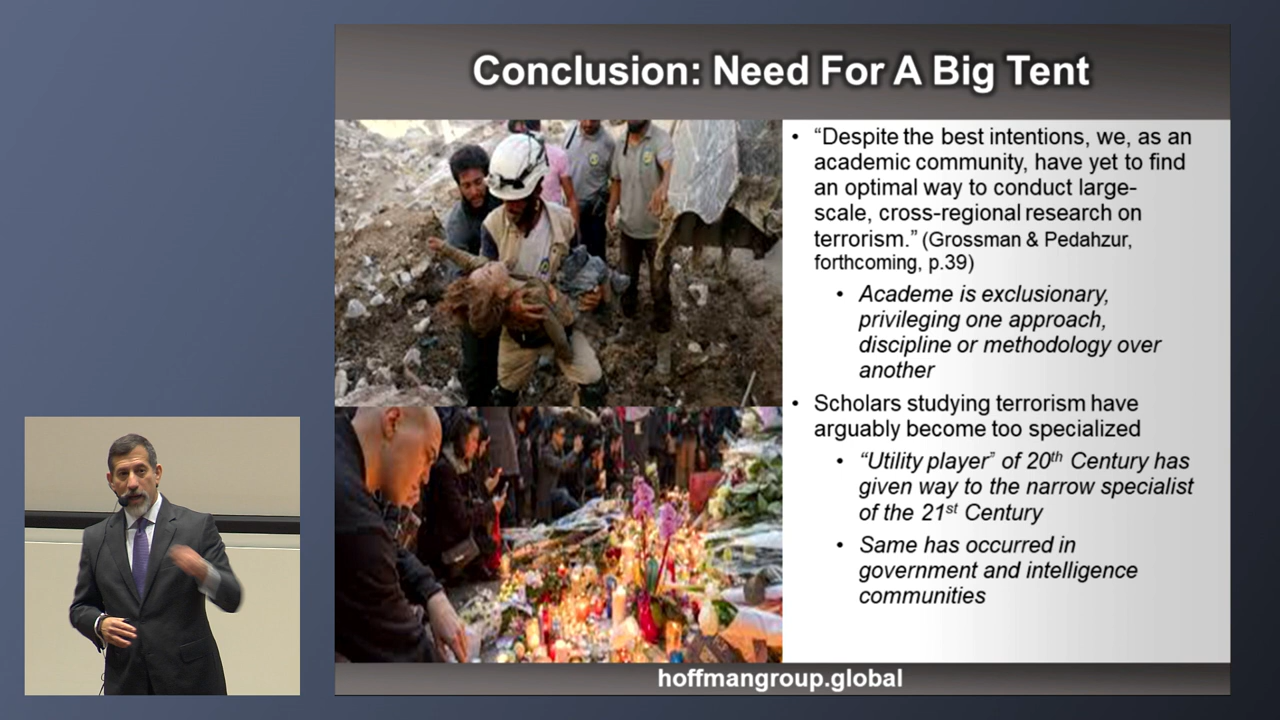 Conclusion: Need For A Big Tent
• “Despite the best intentions, we, as an
academic community, have yet to find
an optimal way to conduct large-
scale, cross-regional research on
terrorism.” (Grossman & Pedahzur,
forthcoming, p.39)
• Academe is exclusionary,
privileging one approach,
discipline or methodology over
another
• Scholars studying terrorism have
arguably become too specialized
• “Utility player” of 20th Century has
given way to the narrow specialist
of the 21st Century
• Same has occurred in
government and intelligence
communities
hoffmangroup.global